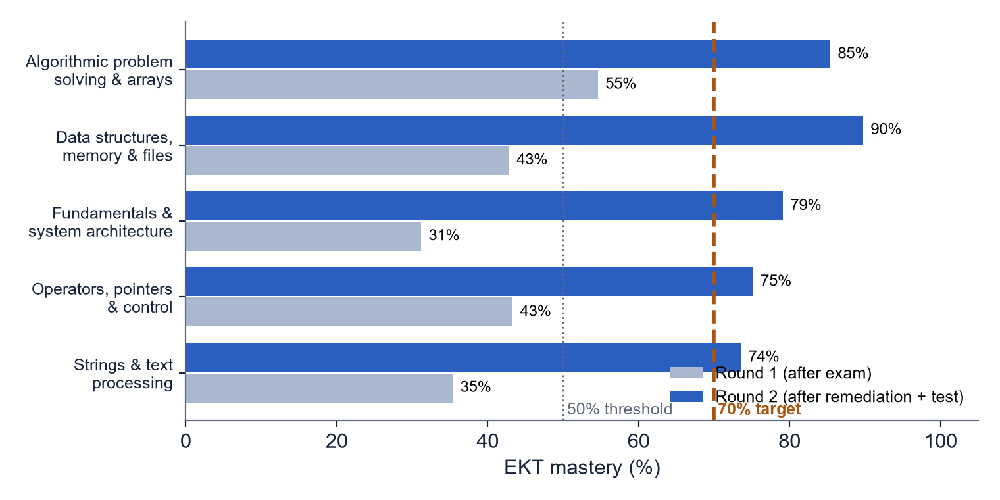 Algorithmic problem
solving & arrays
85%
55%
Data structures,
memory & files
90%
43%
Fundamentals &
system architecture
79%
31%
Operators, pointers
& control
75%
43%
Strings & text
processing
74%
35%
Round 1 (after exam)
Round 2 (after remediation + test)
50% threshold
70% target
0 20 40 60 80 100
EKT mastery (%)